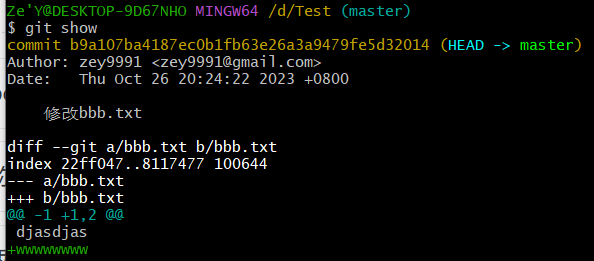 Ze'Y@DESKTOP-9D67NHO MINGW64 /d/Test (master)
$ git show
commit b9a107ba4187ec0b1fb63e26a3a9479fe5d32014 (HEAD -> master)
Author: zey9991 <zey9991@gmail.com>
Date:   Thu Oct 26 20:24:22 2023 +0800

    修改bbb.txt

diff --git a/bbb.txt b/bbb.txt
index 22ff047..8117477 100644
--- a/bbb.txt
+++ b/bbb.txt
@@ -1 +1,2 @@
 djasdjas
+wwwwwwww